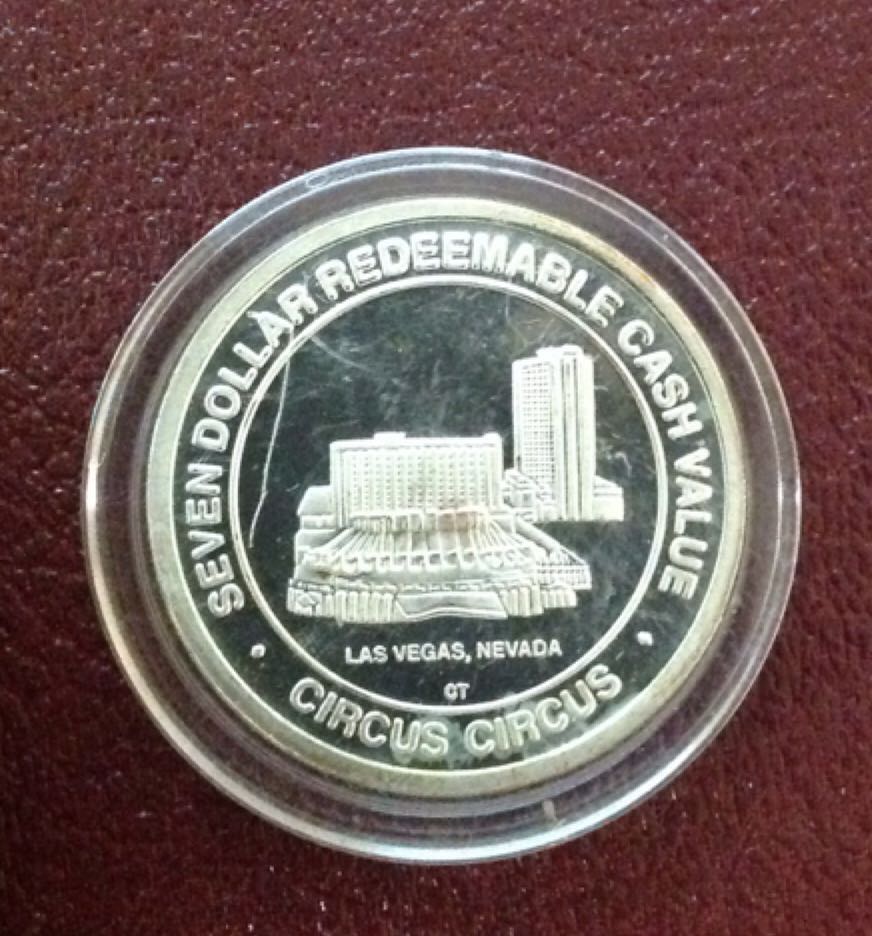 SEVEN DOLLAR REDEEMABLE CASH VALUE
LAS VEGAS, NEVADA
CT
CIRCUS CIRCUS